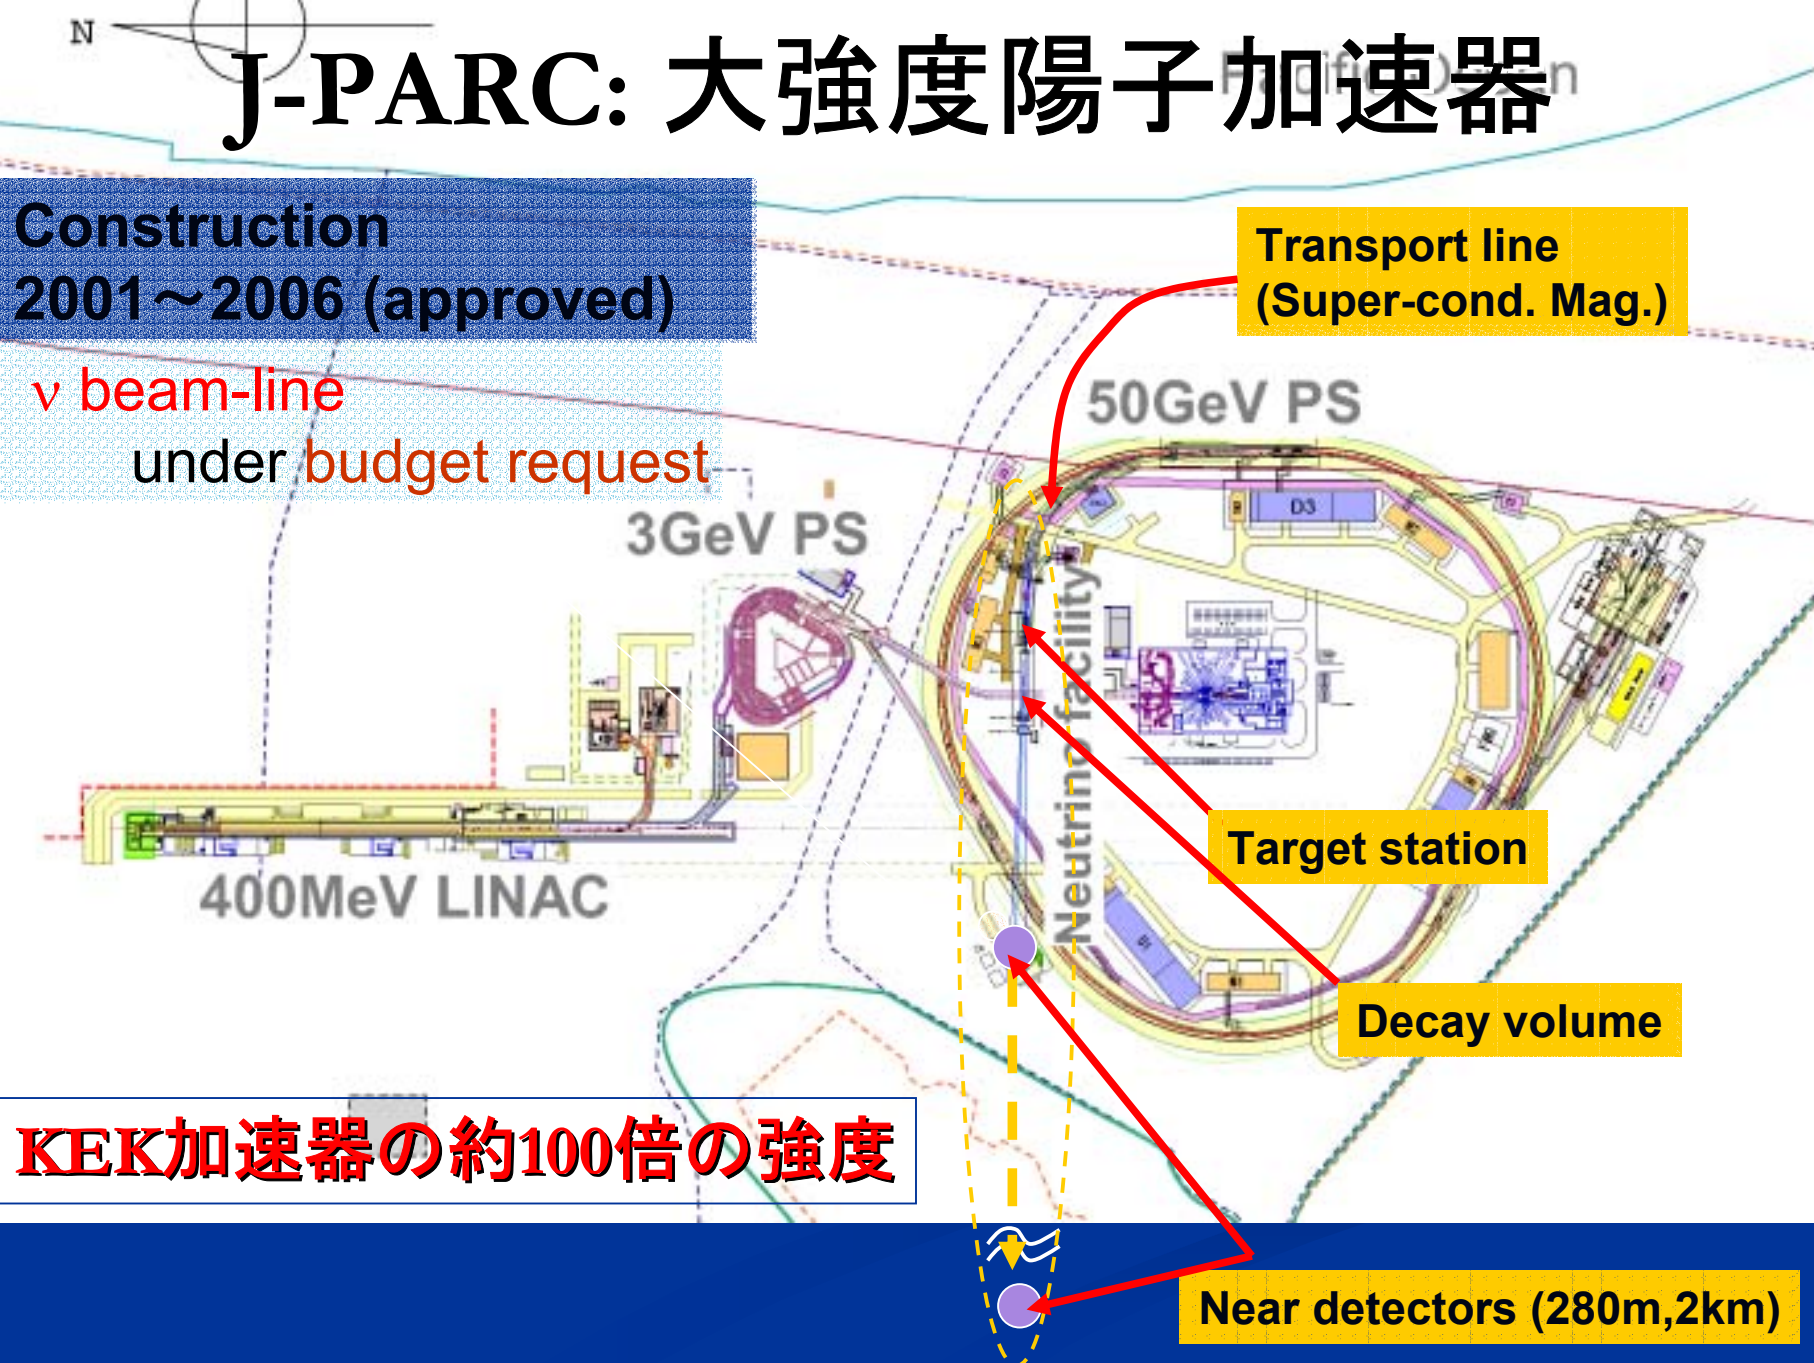 N
J-PARC: 大強度陽子加速器
Pacific Ocean
Construction
2001～2006 (approved)
ν beam-line
under budget request
Transport line
(Super-cond. Mag.)
50GeV PS
3GeV PS
D3
Neutrino facility
400MeV LINAC
Target station
Decay volume
KEK加速器の約100倍の強度
Near detectors (280m,2km)